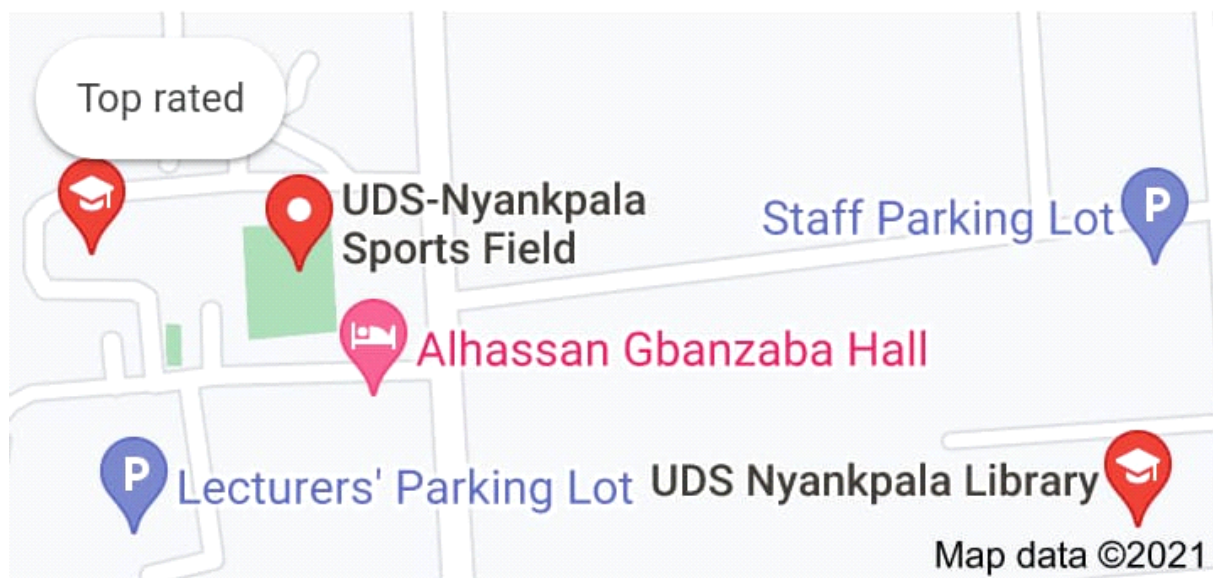 Top rated
UDS-Nyankpala
Sports Field
Staff Parking Lot
P
Alhassan Gbanzaba Hall
P
Lecturers' Parking Lot
UDS Nyankpala Library
Map data ©2021